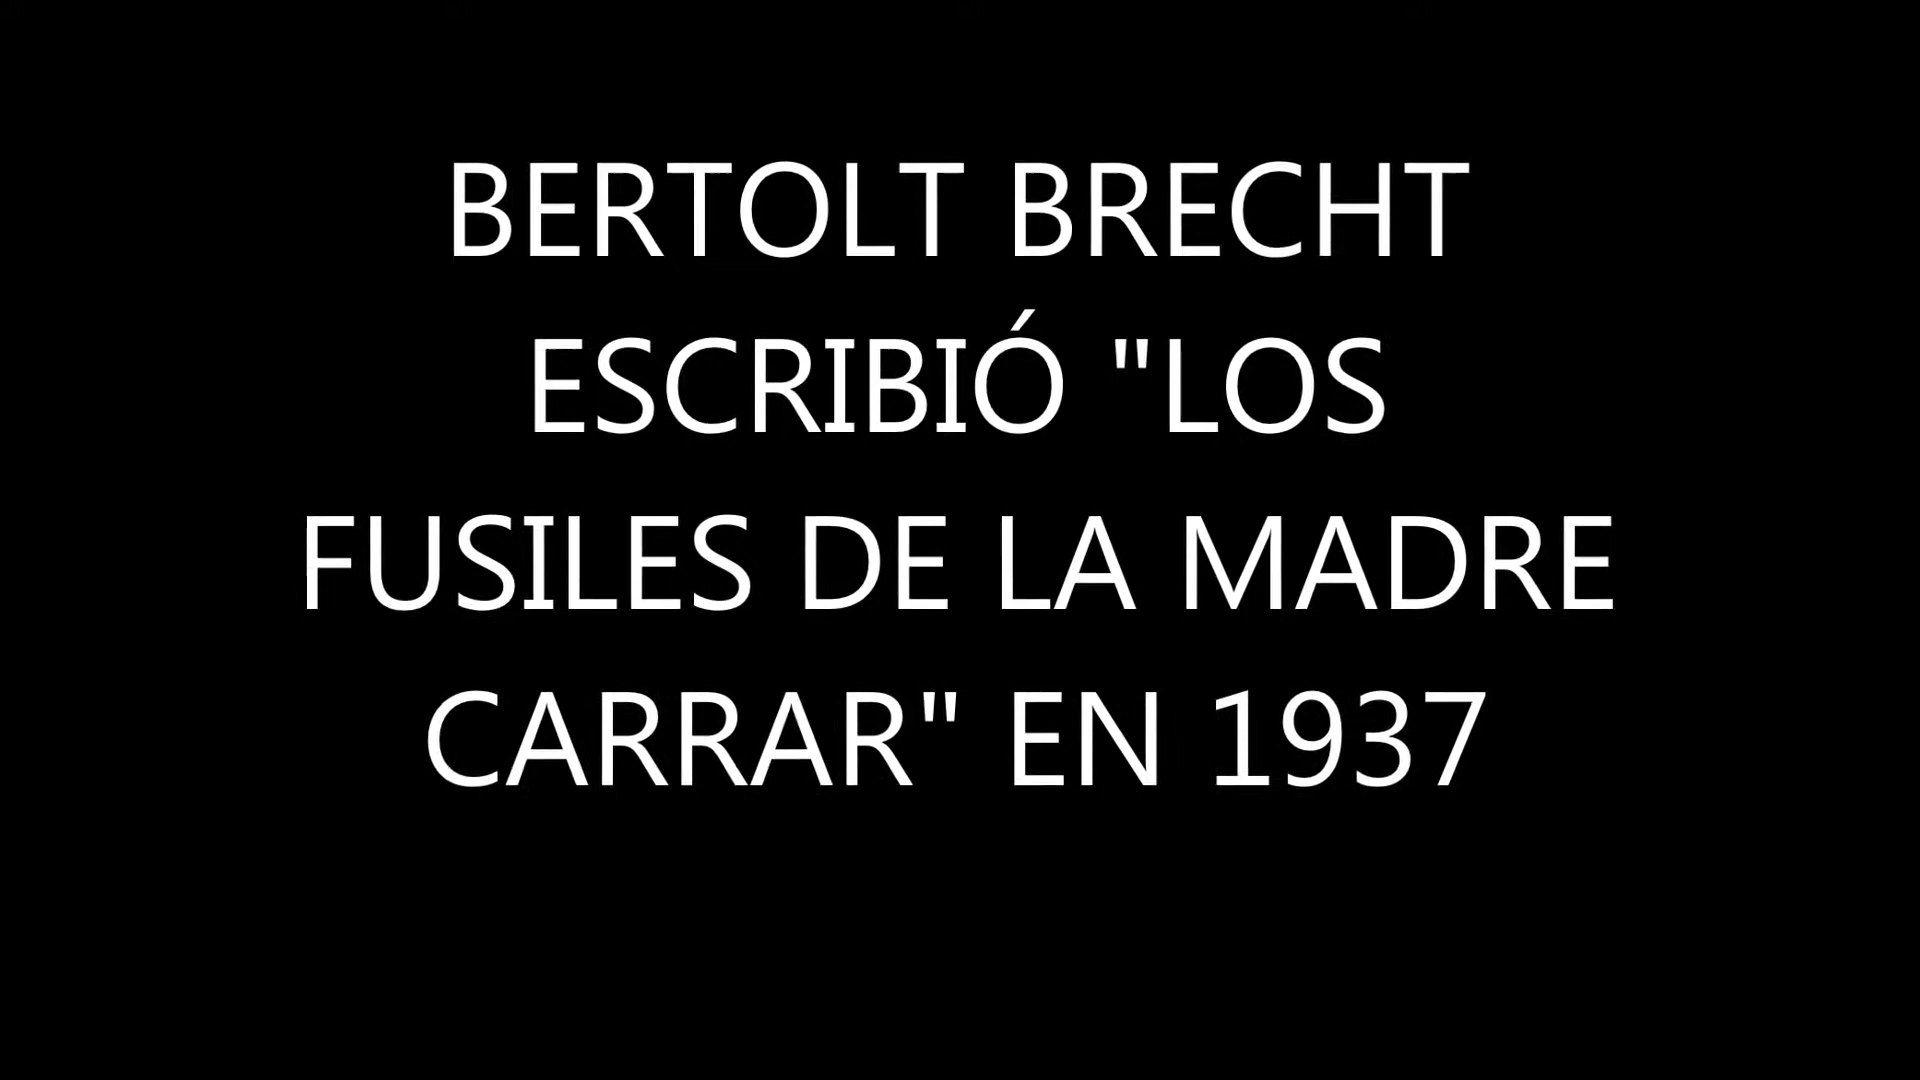 BERTOLT BRECHT
ESCRIBIÓ "LOS
FUSILES DE LA MADRE
CARRAR" EN 1937